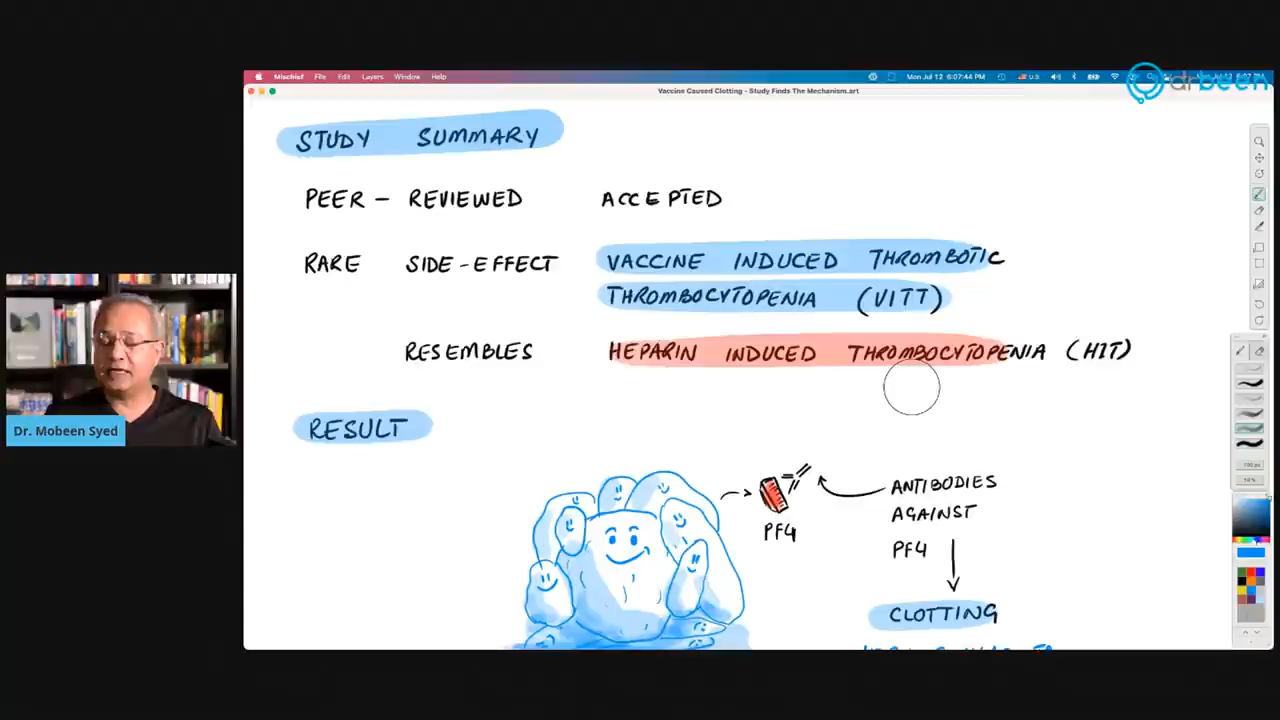 Mischief File Edit Layers Window Help
U.S. Mon Jul 12 6:07:44 PM
drbeen
Vaccine Caused Clotting - Study Finds The Mechanism.art
STUDY SUMMARY
PEER - REVIEWED ACCEPTED
RARE SIDE-EFFECT VACCINE INDUCED THROMBOTIC
THROMBOCYTOPENIA (VITT)
RESEMBLES HEPARIN INDUCED THROMBOCYTOPENIA (HIT)
Dr. Mobeen Syed
RESULT
ANTIBODIES
AGAINST
PF4
PF4
CLOTTING